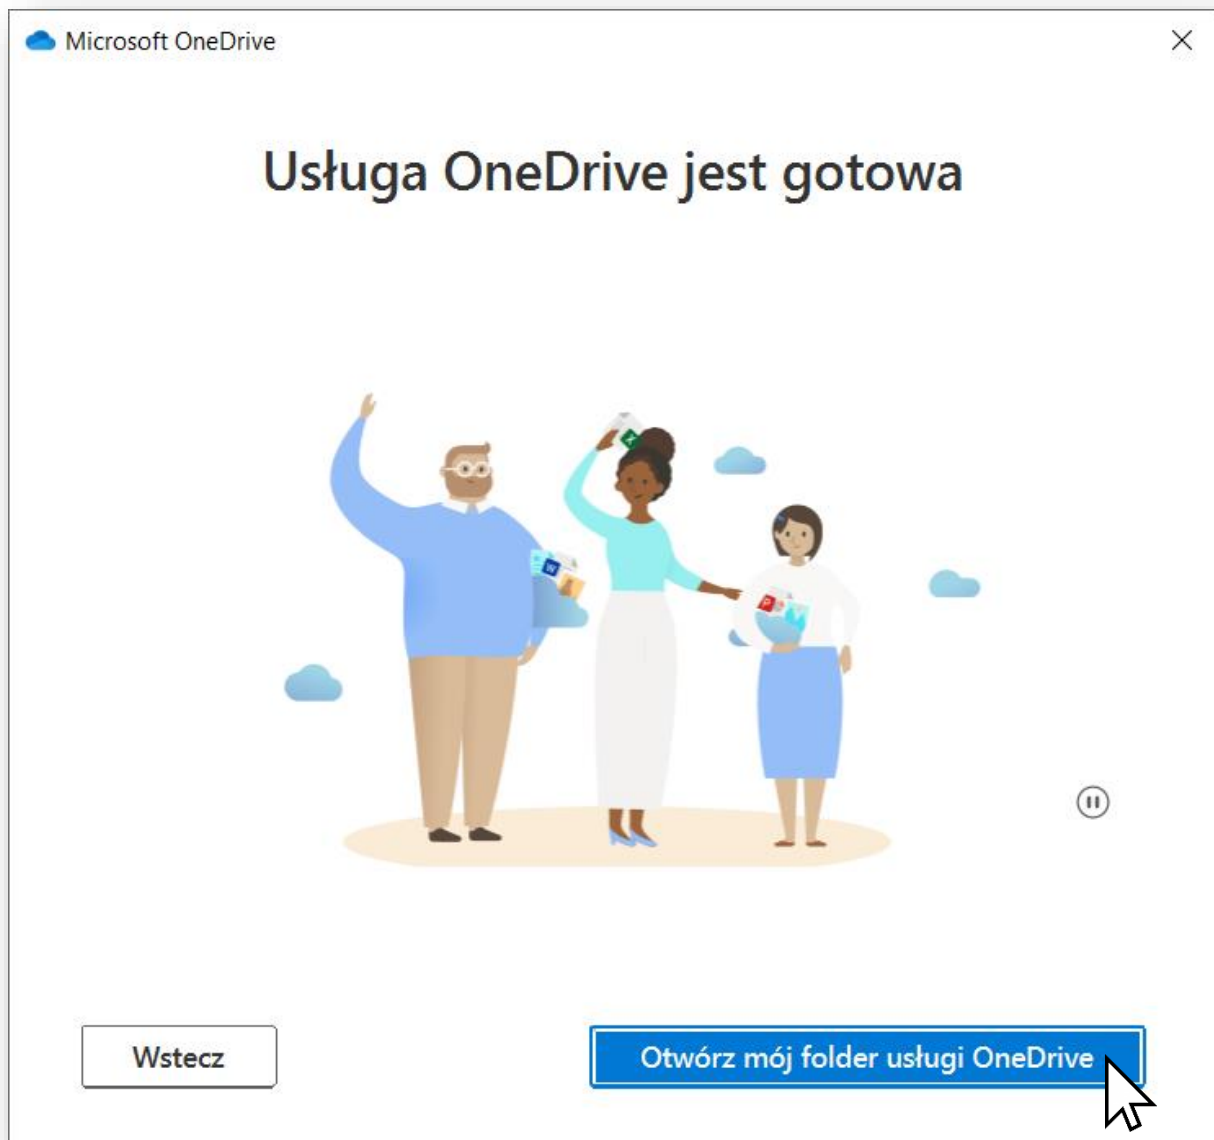 Microsoft OneDrive
Usługa OneDrive jest gotowa
X
W
P
Wstecz
Otwórz mój folder usługi OneDrive